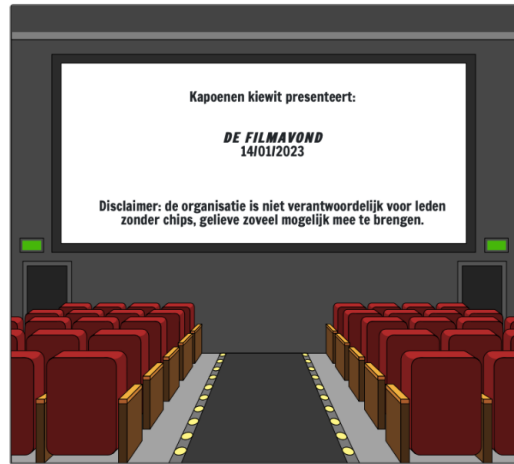 Kapoenen kiewit presenteert:
DE FILMAVOND
14/01/2023
Disclaimer: de organisatie is niet verantwoordelijk voor leden
zonder chips, gelieve zoveel mogelijk mee te brengen.